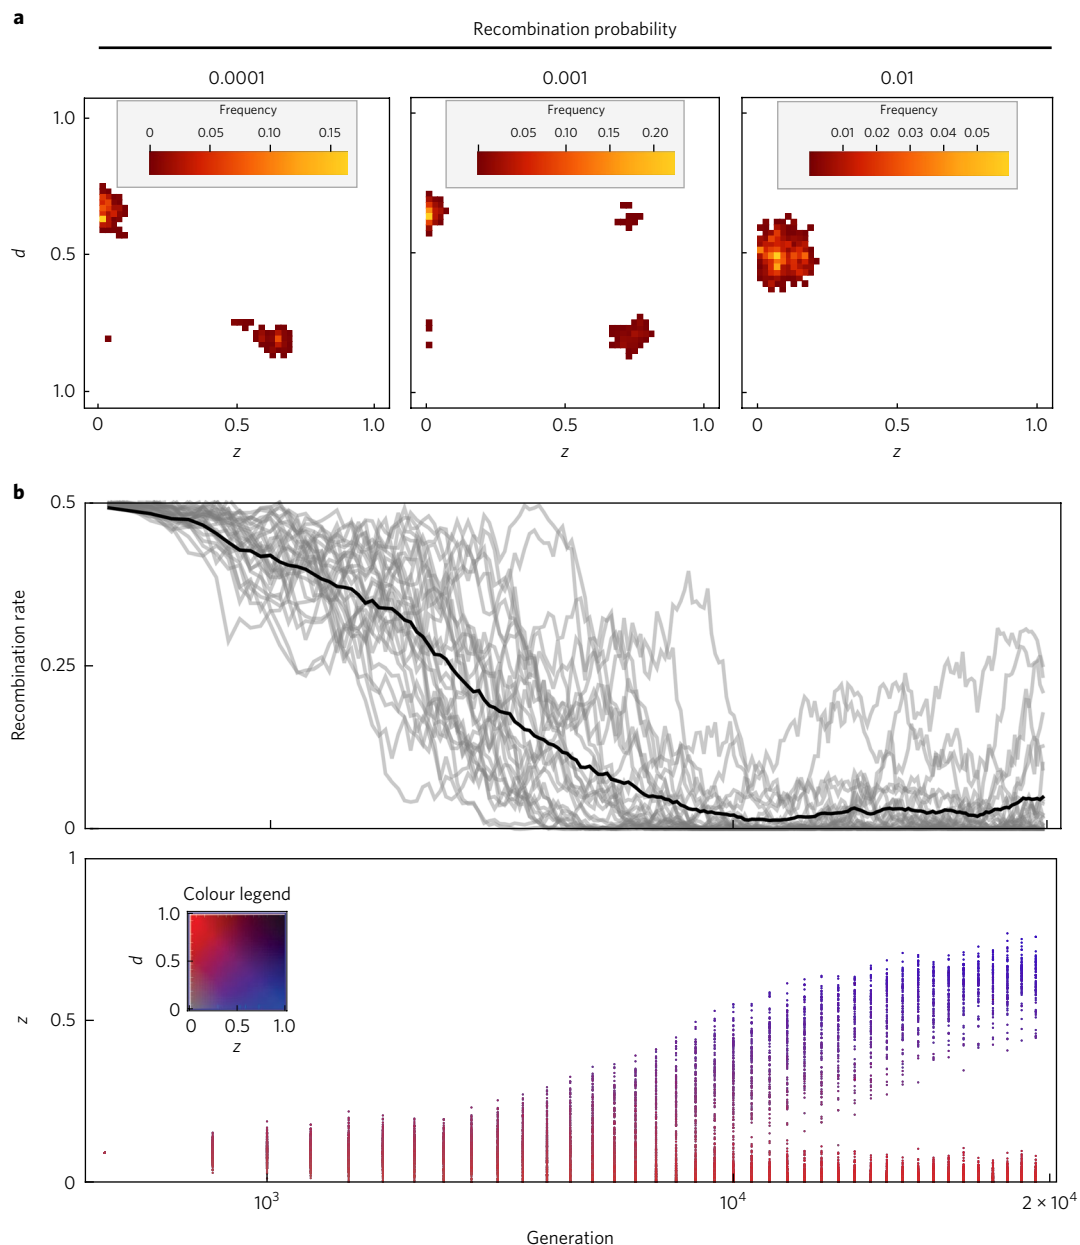 a
Recombination probability
0.0001 0.001 0.01
Frequency
0 0.05 0.10 0.15
Frequency
0.05 0.10 0.15 0.20
Frequency
0.01 0.02 0.03 0.04 0.05
1.0
0.5
1.0
d
0 0.5 1.0
0 0.5 1.0
0 0.5 1.0
z z z
b
0.5
0.25
0
Recombination rate
1
0.5
0
z
Colour legend
1.0
0.5
0
d
0 0.5 1.0
z
10³ 10⁴ 2 × 10⁴
Generation